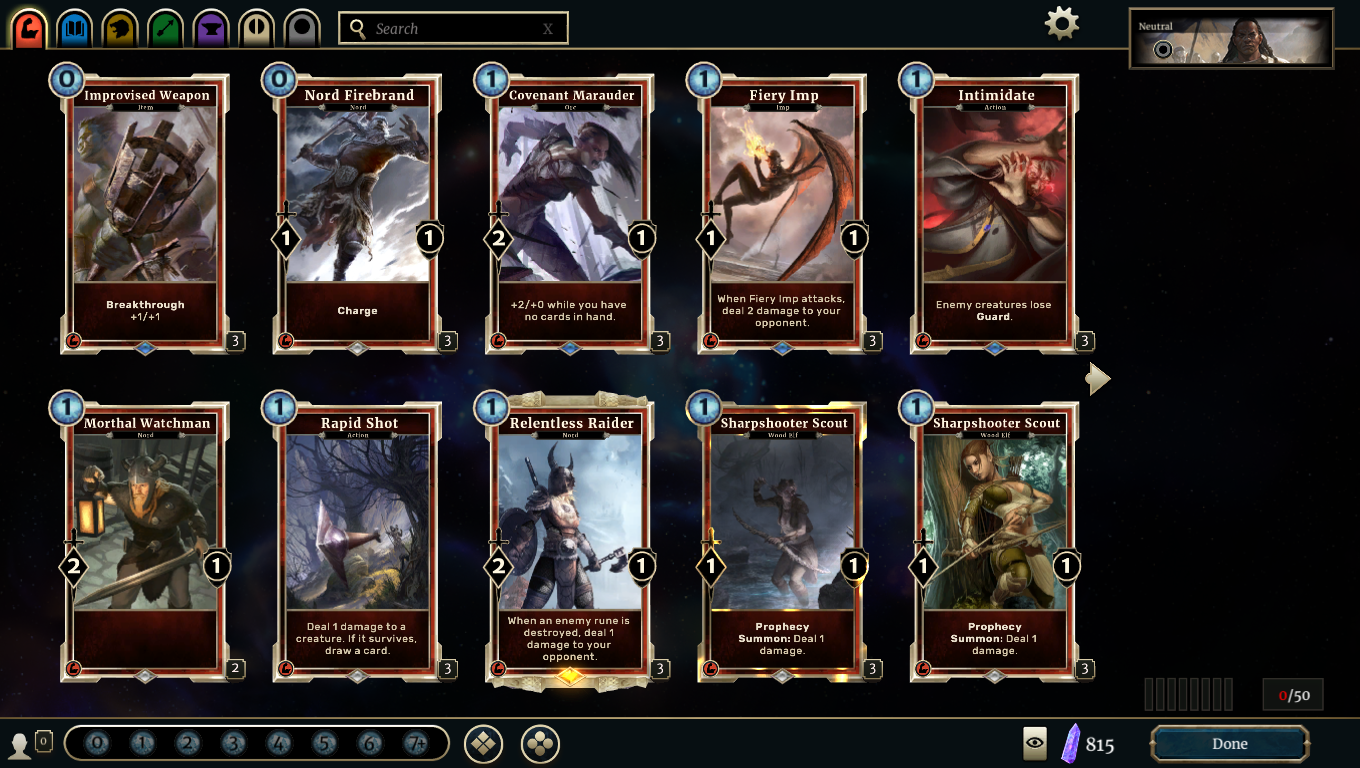 Search X
Neutral
0
Improvised Weapon
Item
Breakthrough
+1/+1
3
0
Nord Firebrand
Nord
1 1
Charge
3
1
Covenant Marauder
Orc
2 1
+2/+0 while you have
no cards in hand.
3
1
Fiery Imp
Imp
1 1
When Fiery Imp attacks,
deal 2 damage to your
opponent.
3
1
Intimidate
Action
Enemy creatures lose
Guard.
3
1
Morthal Watchman
Nord
2 1
2
1
Rapid Shot
Action
Deal 1 damage to a
creature. If it survives,
draw a card.
3
1
Relentless Raider
Nord
2 1
When an enemy rune is
destroyed, deal 1
damage to your
opponent.
3
1
Sharpshooter Scout
Wood Elf
1 1
Prophecy
Summon: Deal 1
damage.
3
1
Sharpshooter Scout
Wood Elf
1 1
Prophecy
Summon: Deal 1
damage.
3
0/50
0 0 1 2 3 4 5 6 7+ 815 Done